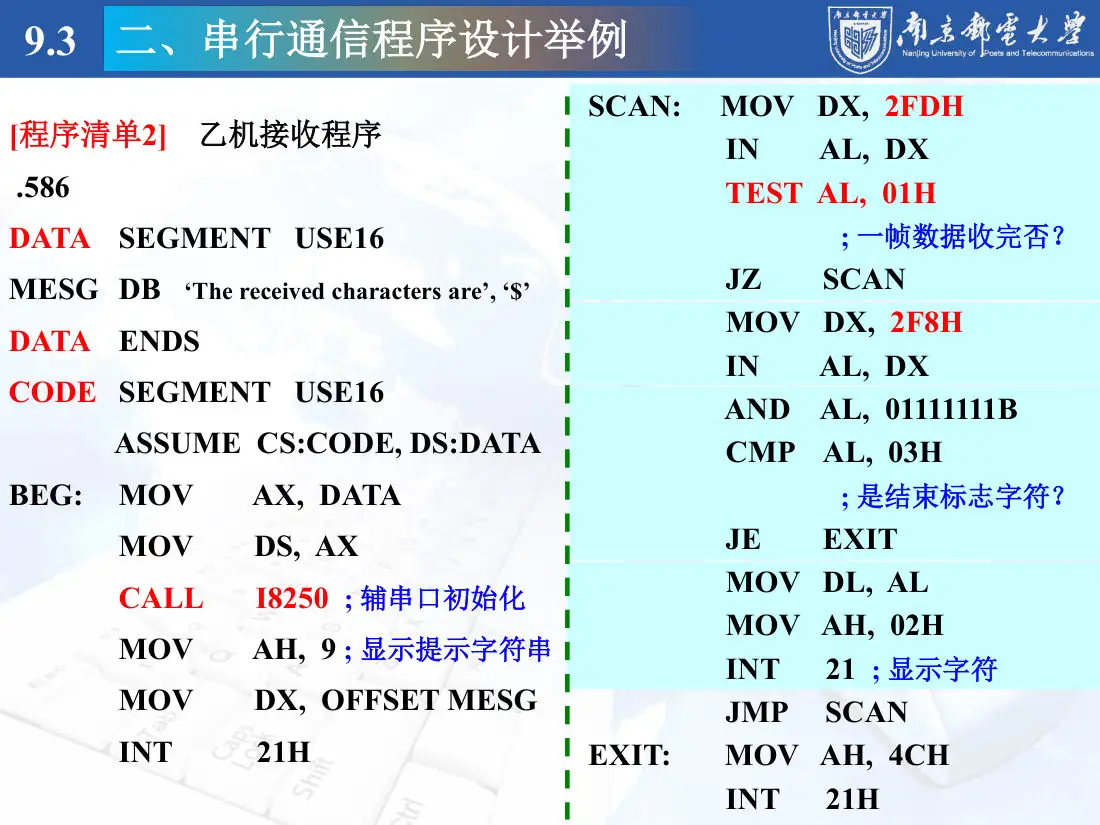 9.3 二、串行通信程序设计举例
南京邮电大学
Nanjing University of Posts and Telecommunications
[程序清单2] 乙机接收程序
.586
DATA SEGMENT USE16
MESG DB ‘The received characters are’, ‘$’
DATA ENDS
CODE SEGMENT USE16
ASSUME CS:CODE, DS:DATA
BEG: MOV AX, DATA
MOV DS, AX
CALL I8250 ; 辅串口初始化
MOV AH, 9 ; 显示提示字符串
MOV DX, OFFSET MESG
INT 21H
SCAN: MOV DX, 2FDH
IN AL, DX
TEST AL, 01H
; 一帧数据收完否？
JZ SCAN
MOV DX, 2F8H
IN AL, DX
AND AL, 01111111B
CMP AL, 03H
; 是结束标志字符？
JE EXIT
MOV DL, AL
MOV AH, 02H
INT 21 ; 显示字符
JMP SCAN
EXIT: MOV AH, 4CH
INT 21H